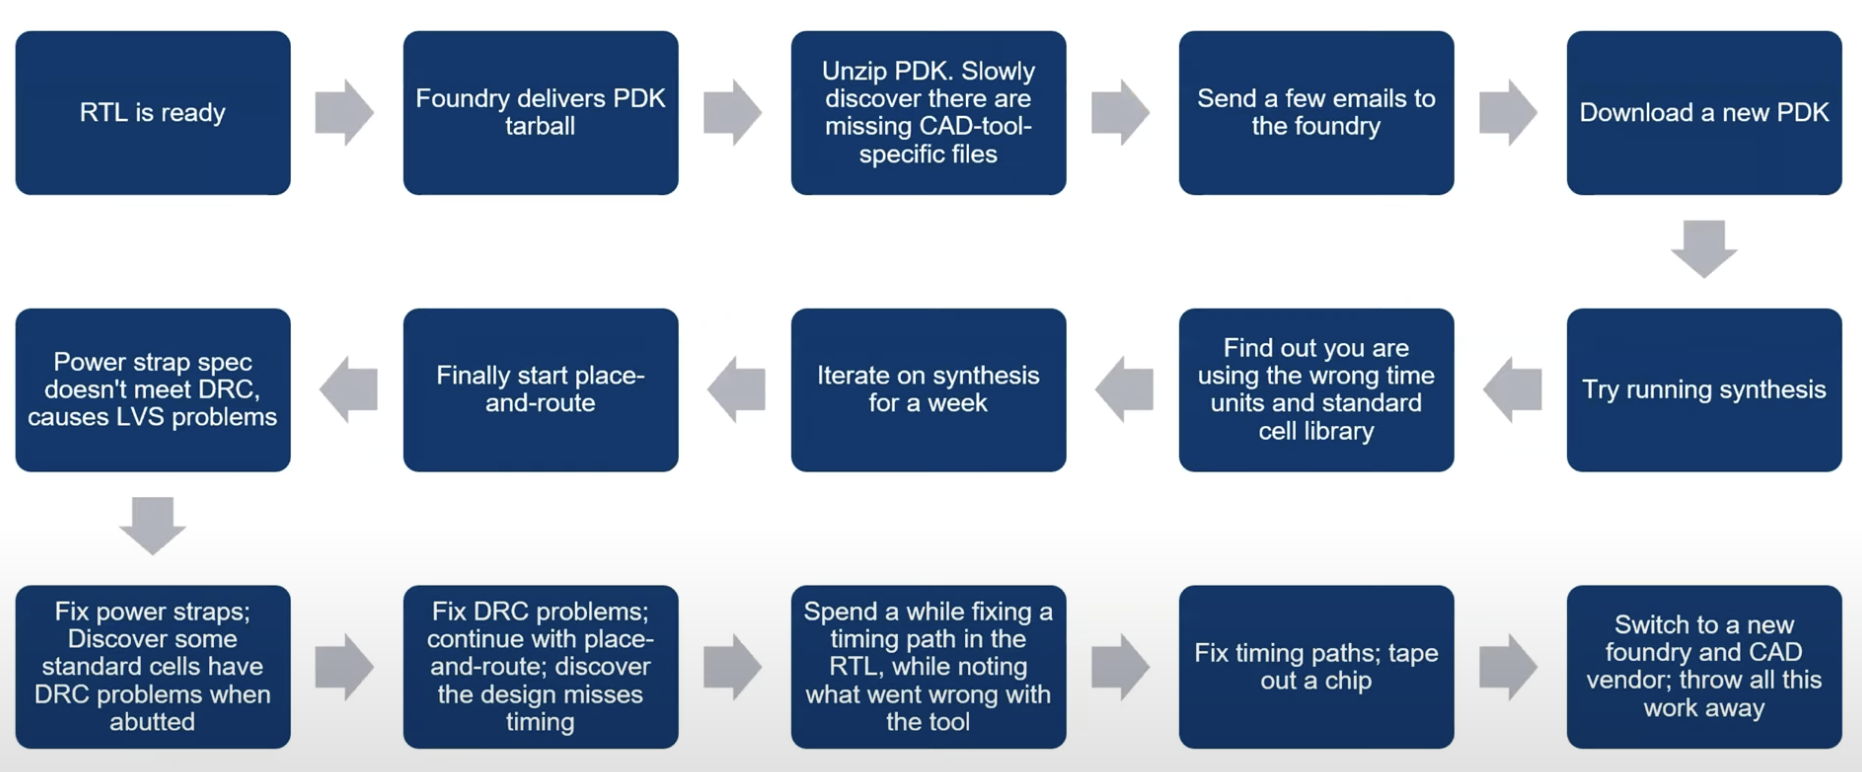 RTL is ready
Foundry delivers PDK
tarball
Unzip PDK. Slowly
discover there are
missing CAD-tool-
specific files
Send a few emails to
the foundry
Download a new PDK
Try running synthesis
Find out you are
using the wrong time
units and standard
cell library
Iterate on synthesis
for a week
Finally start place-
and-route
Power strap spec
doesn't meet DRC,
causes LVS problems
Fix power straps;
Discover some
standard cells have
DRC problems when
abutted
Fix DRC problems;
continue with place-
and-route; discover
the design misses
timing
Spend a while fixing a
timing path in the
RTL, while noting
what went wrong with
the tool
Fix timing paths; tape
out a chip
Switch to a new
foundry and CAD
vendor; throw all this
work away